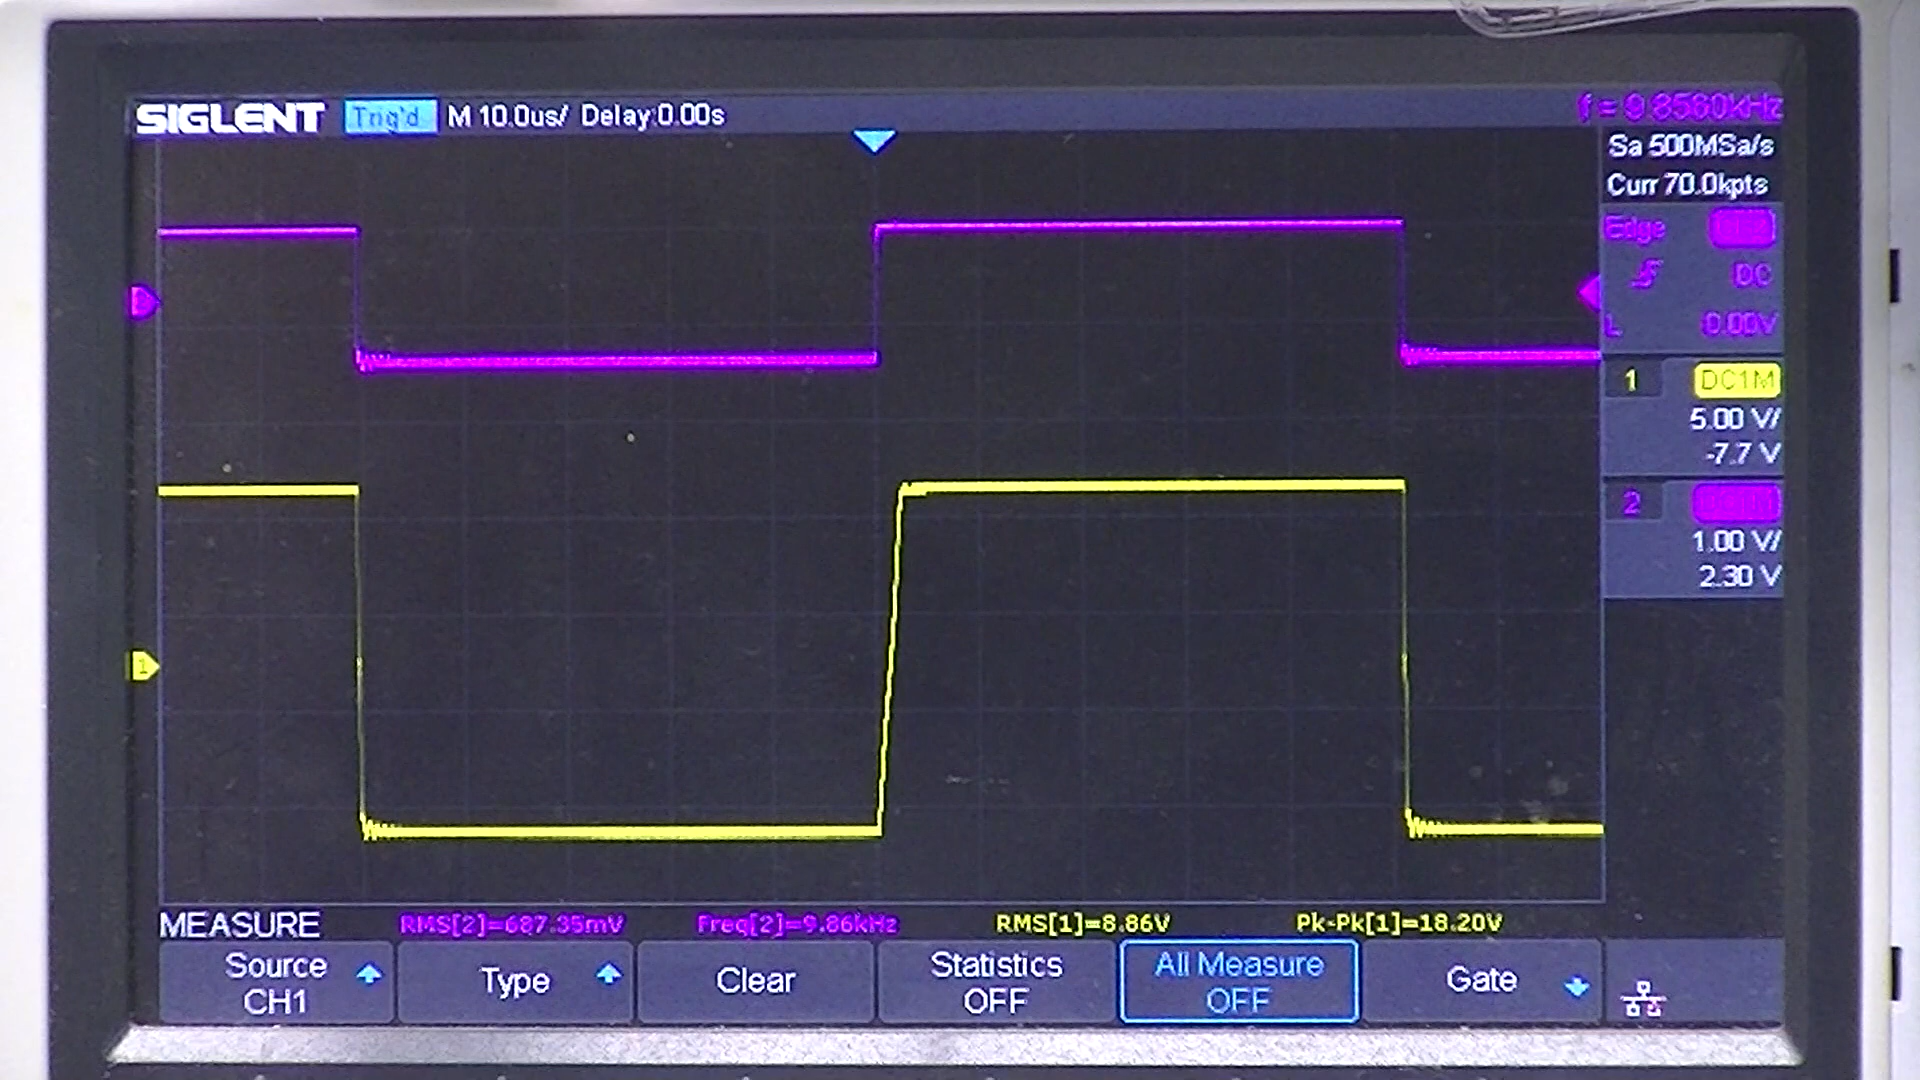 SIGLENT Trig'd M 10.0us/ Delay:0.00s f = 9.8560kHz
Sa 500MSa/s
Curr 70.0kpts
Edge
DC
L 0.00V
1 DC1M
5.00 V/
-7.7 V
2
1.00 V/
2.30 V
1
MEASURE RMS[2]=687.35mV Freq[2]=9.86kHz RMS[1]=8.86V Pk-Pk[1]=18.20V
Source
CH1
Type
Clear
Statistics
OFF
All Measure
OFF
Gate